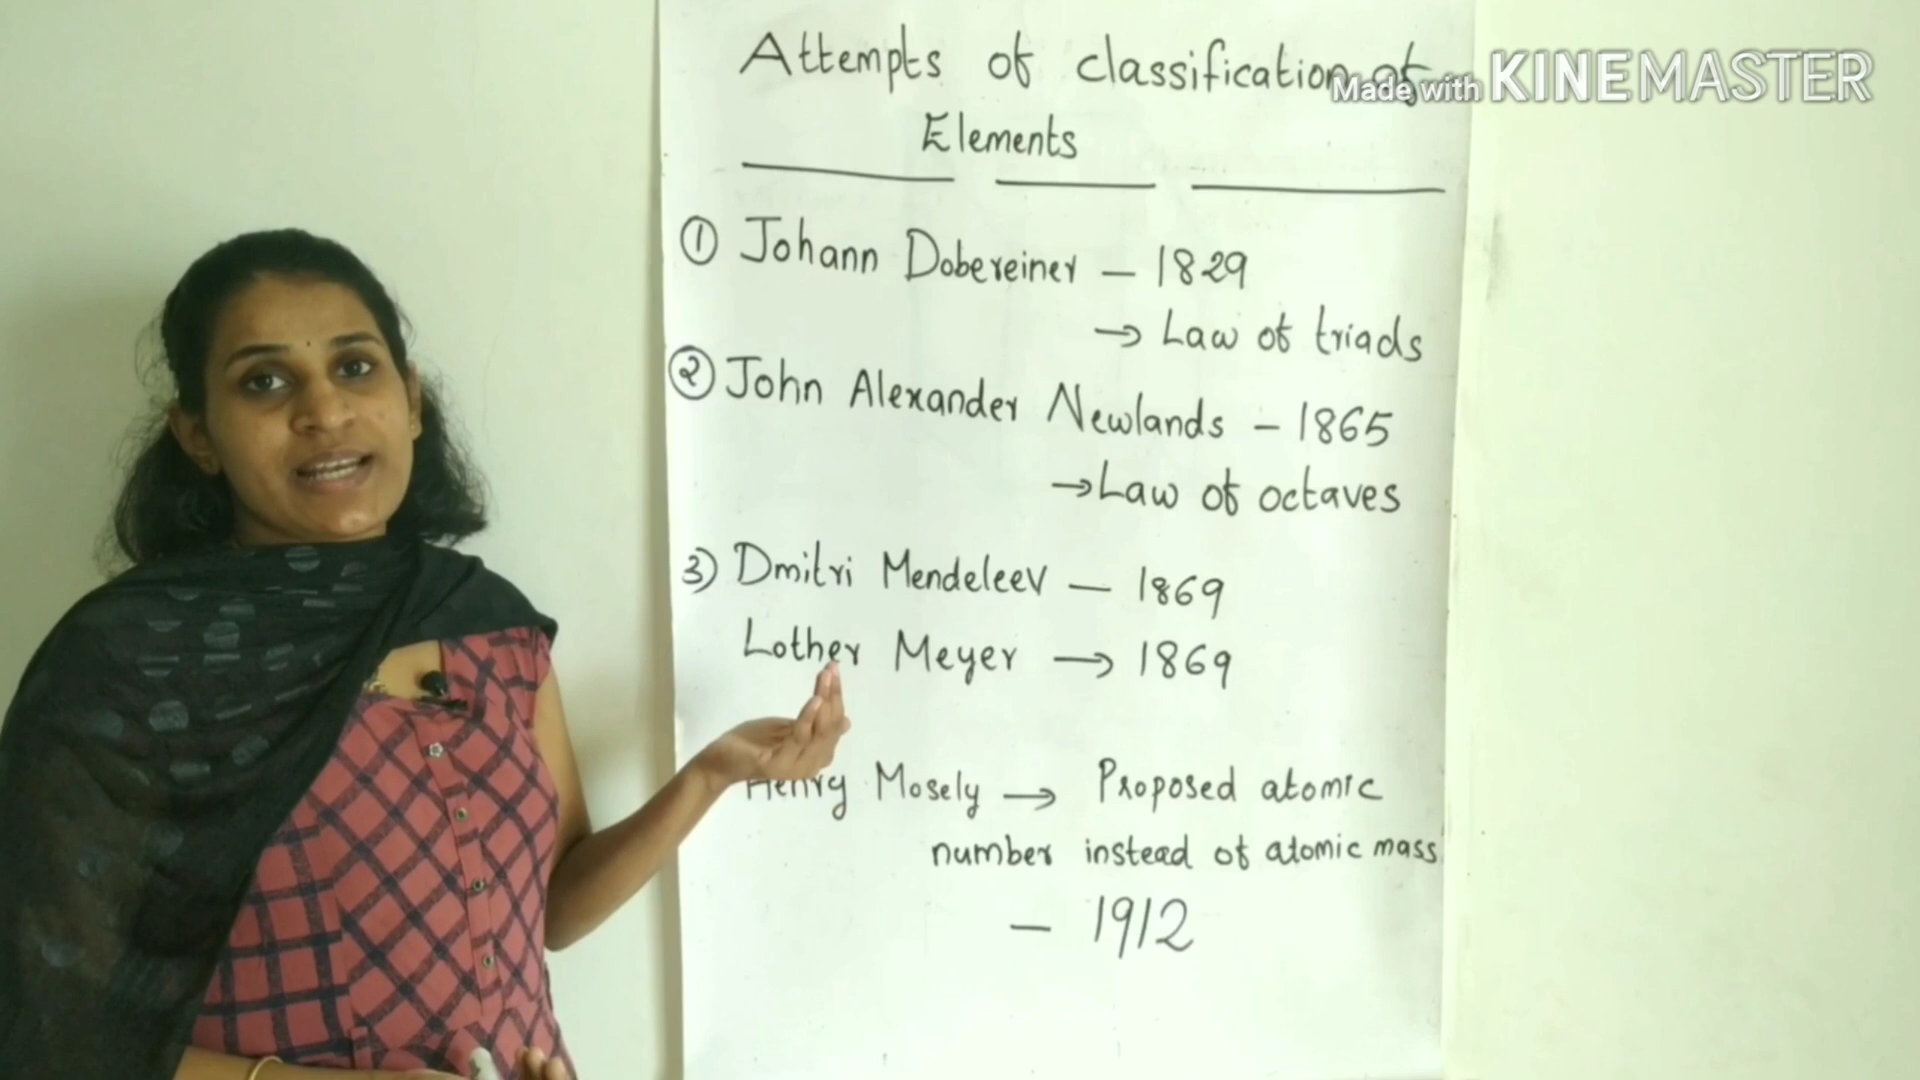 Attempts of classification of
Made with KINEMASTER
Elements
① Johann Dobereiner – 1829
→ Law of triads
② John Alexander Newlands – 1865
→ Law of octaves
3) Dmitri Mendeleev – 1869
Lother Meyer → 1869
Henry Mosely → Proposed atomic
number instead of atomic mass
– 1912